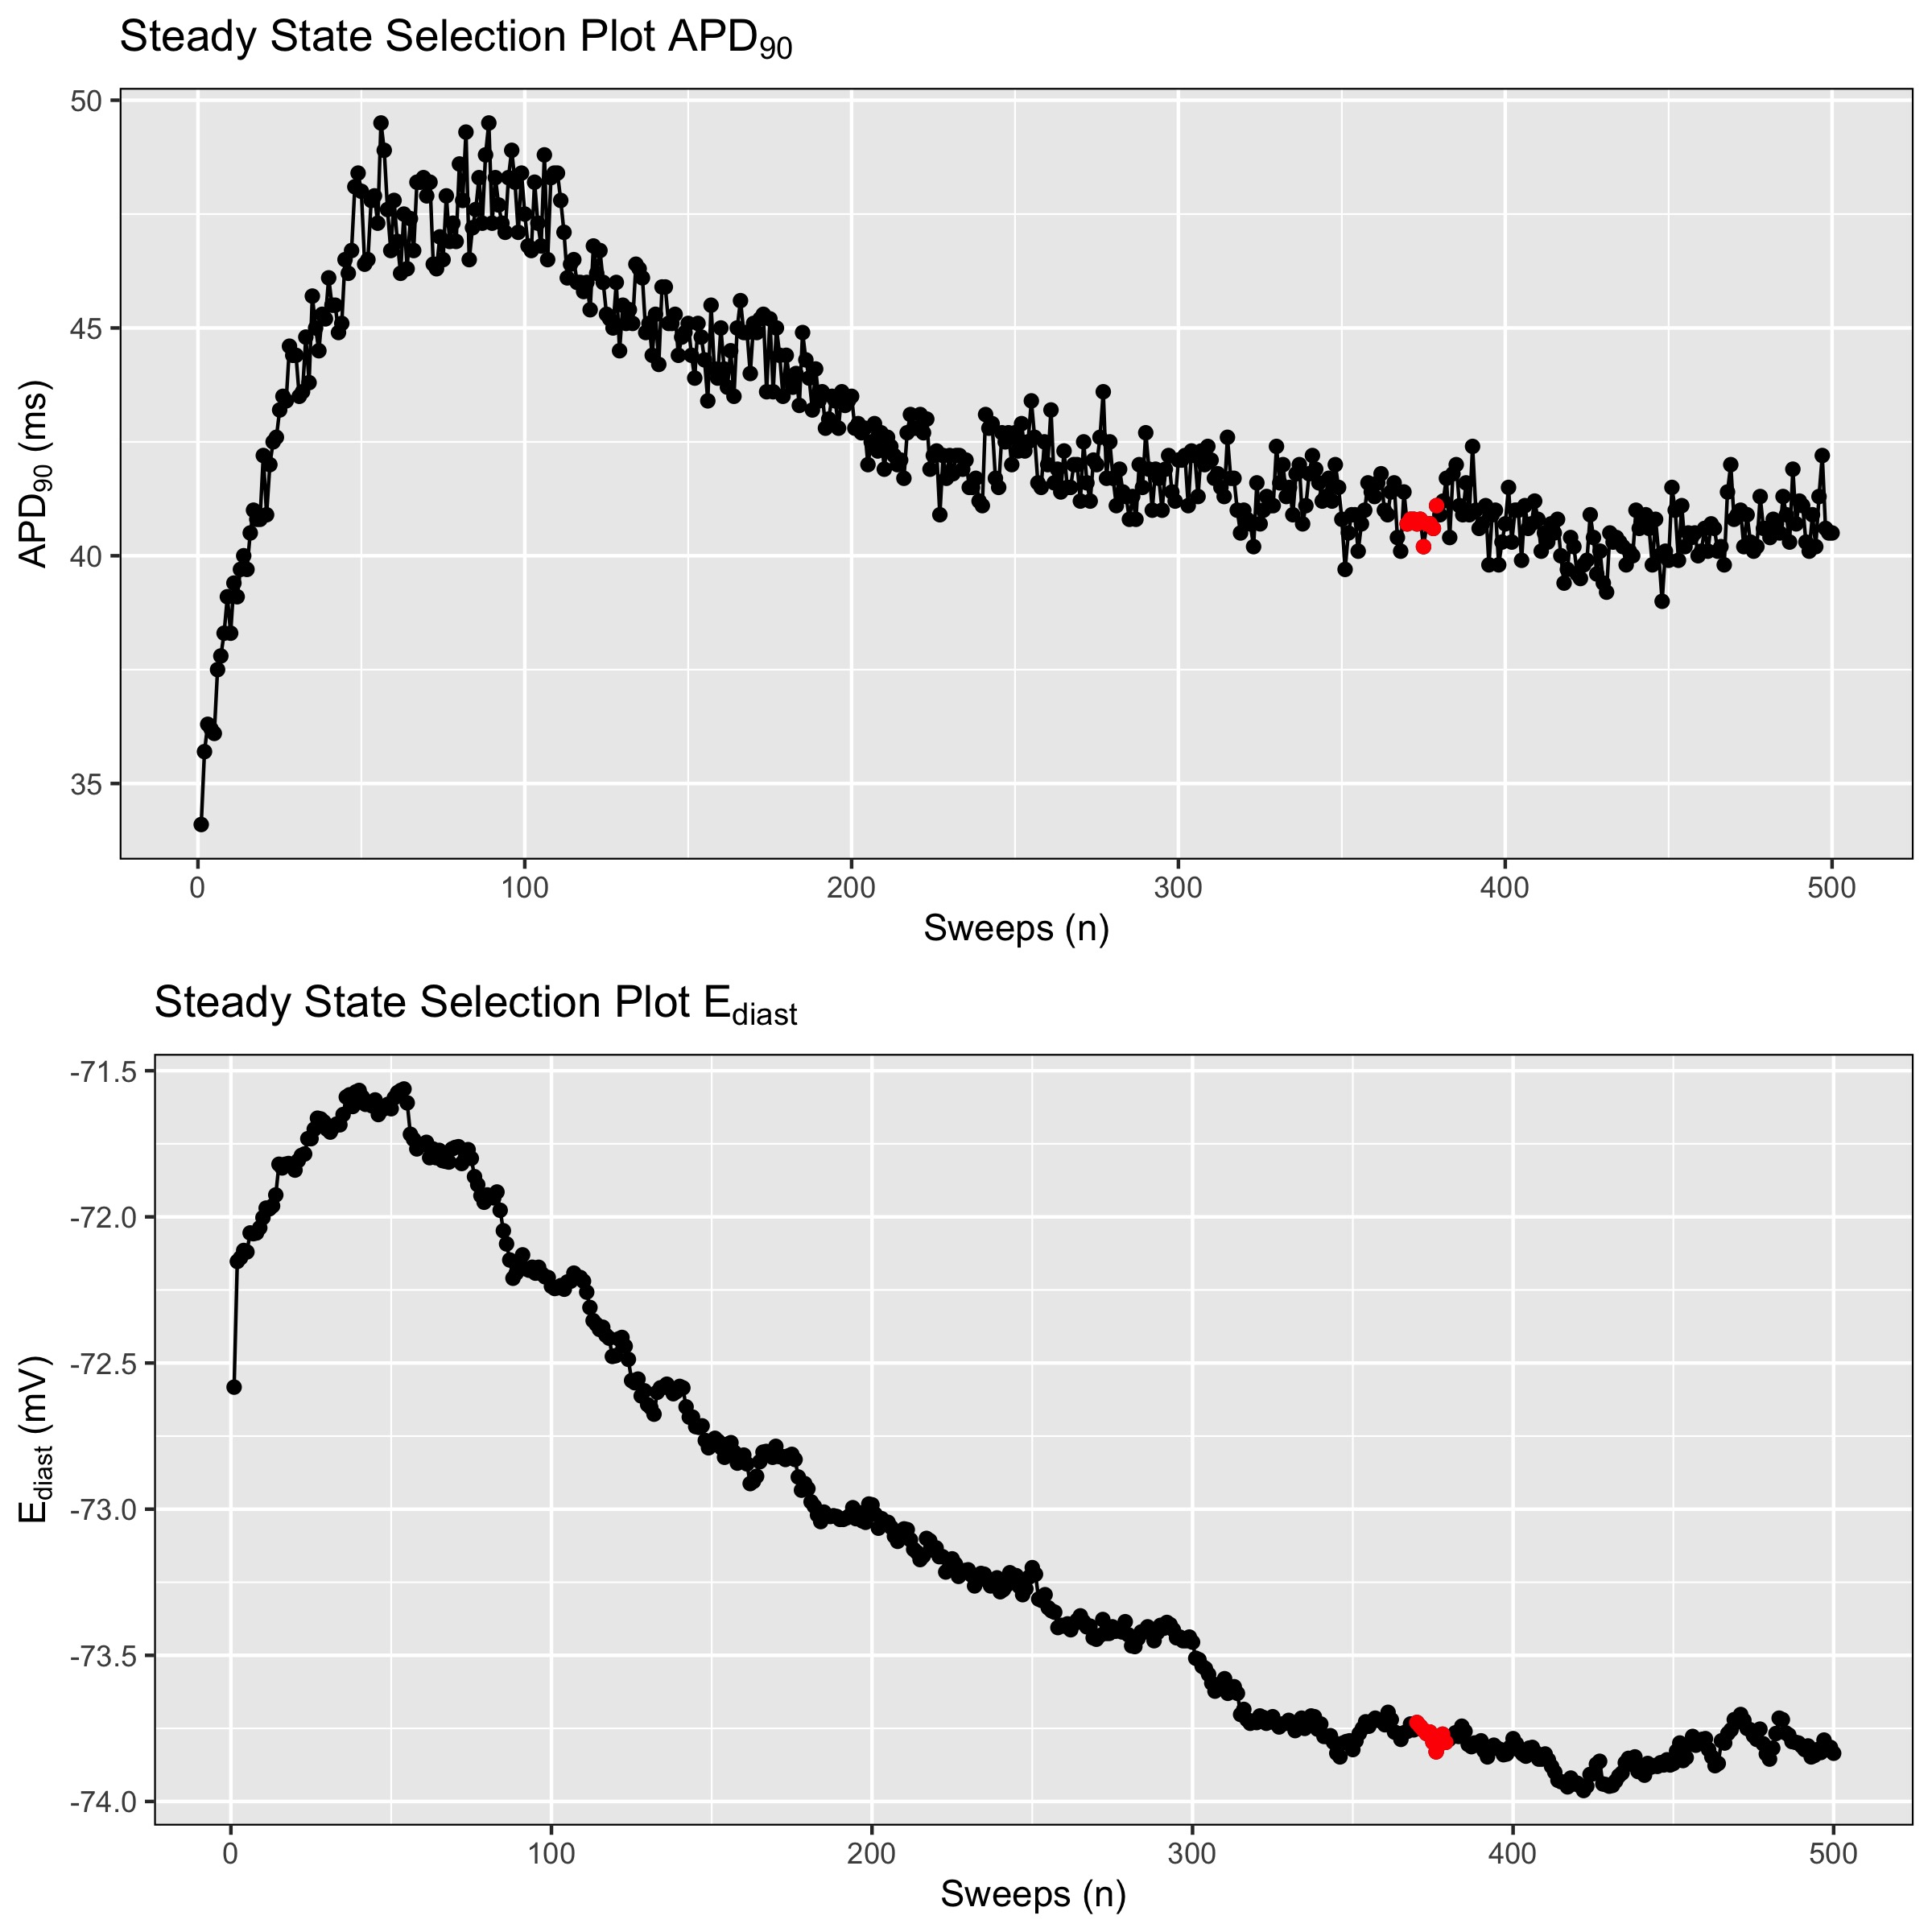 Steady State Selection Plot APD90
50
45
40
35
APD90 (ms)
0 100 200 300 400 500
Sweeps (n)
Steady State Selection Plot Ediast
-71.5
-72.0
-72.5
-73.0
-73.5
-74.0
Ediast (mV)
0 100 200 300 400 500
Sweeps (n)